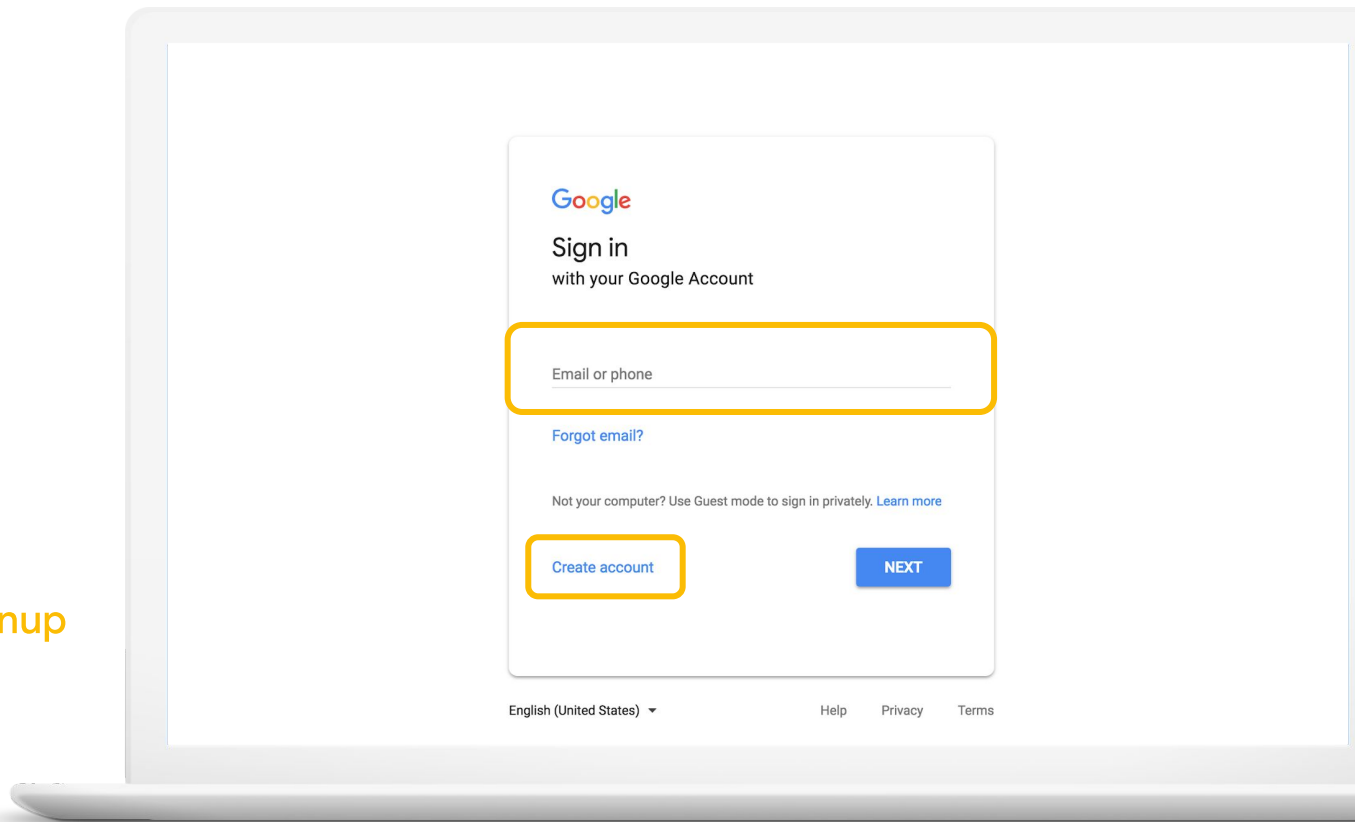 Google
Sign in
with your Google Account
Email or phone
Forgot email?
Not your computer? Use Guest mode to sign in privately. Learn more
Create account
NEXT
nup
English (United States)
Help Privacy Terms